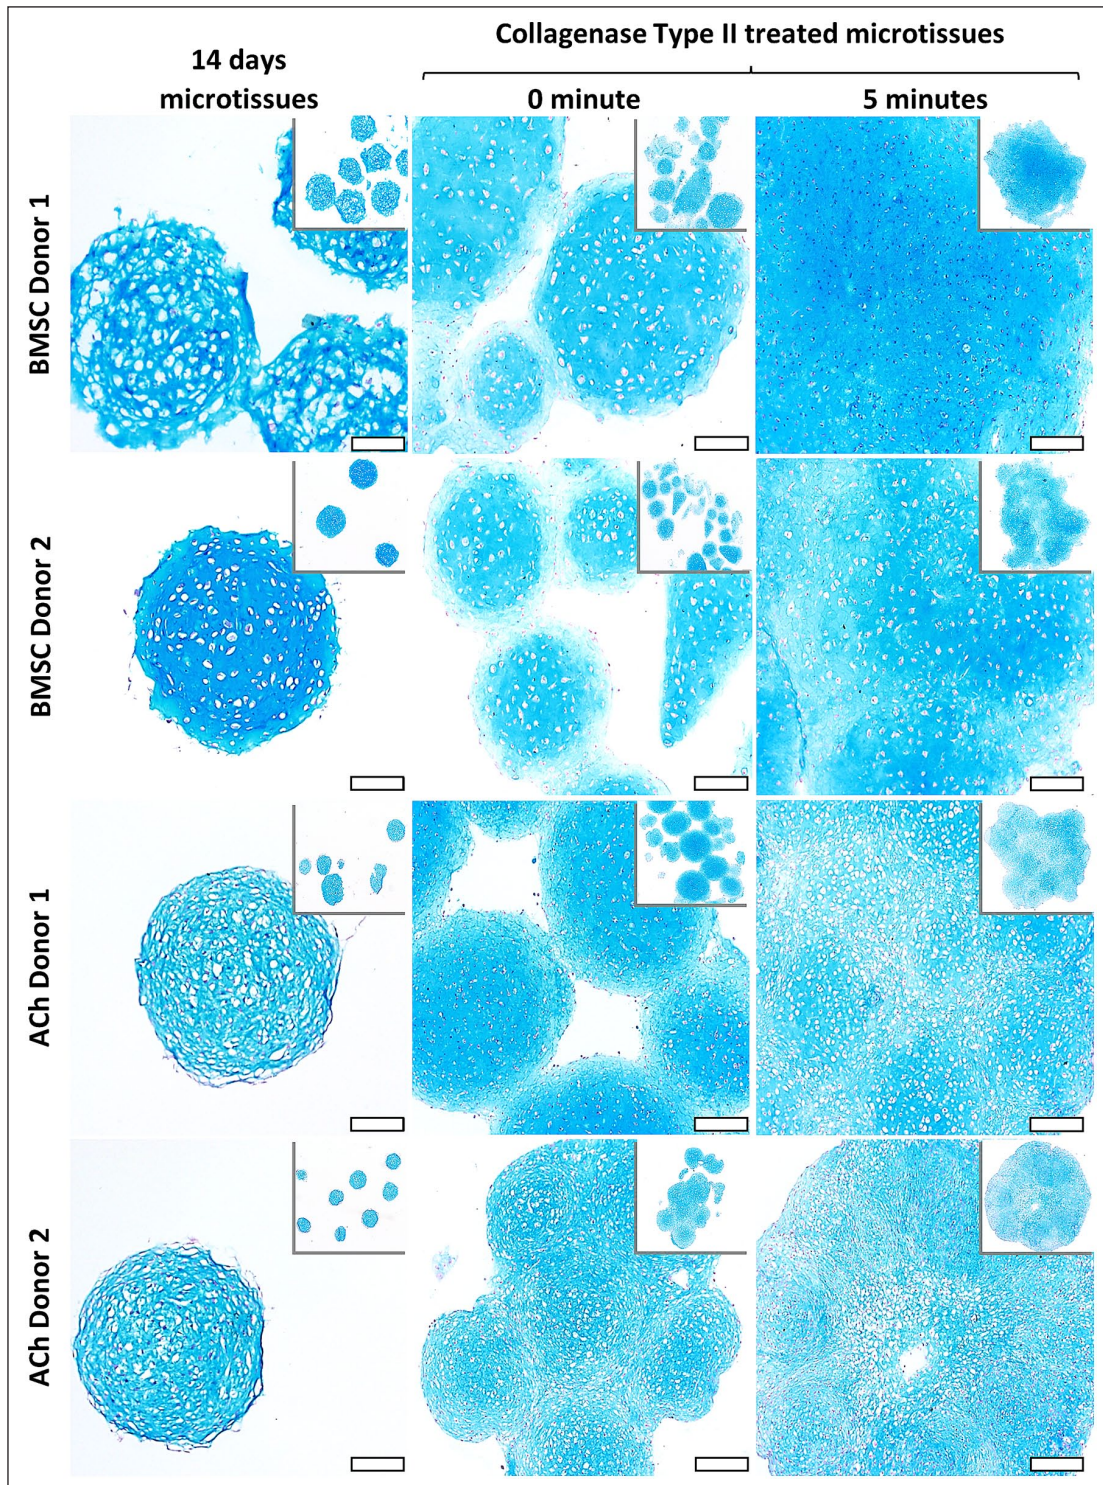 Collagenase Type II treated microtissues
14 days
microtissues
0 minute
5 minutes
BMSC Donor 1
BMSC Donor 2
ACh Donor 1
ACh Donor 2